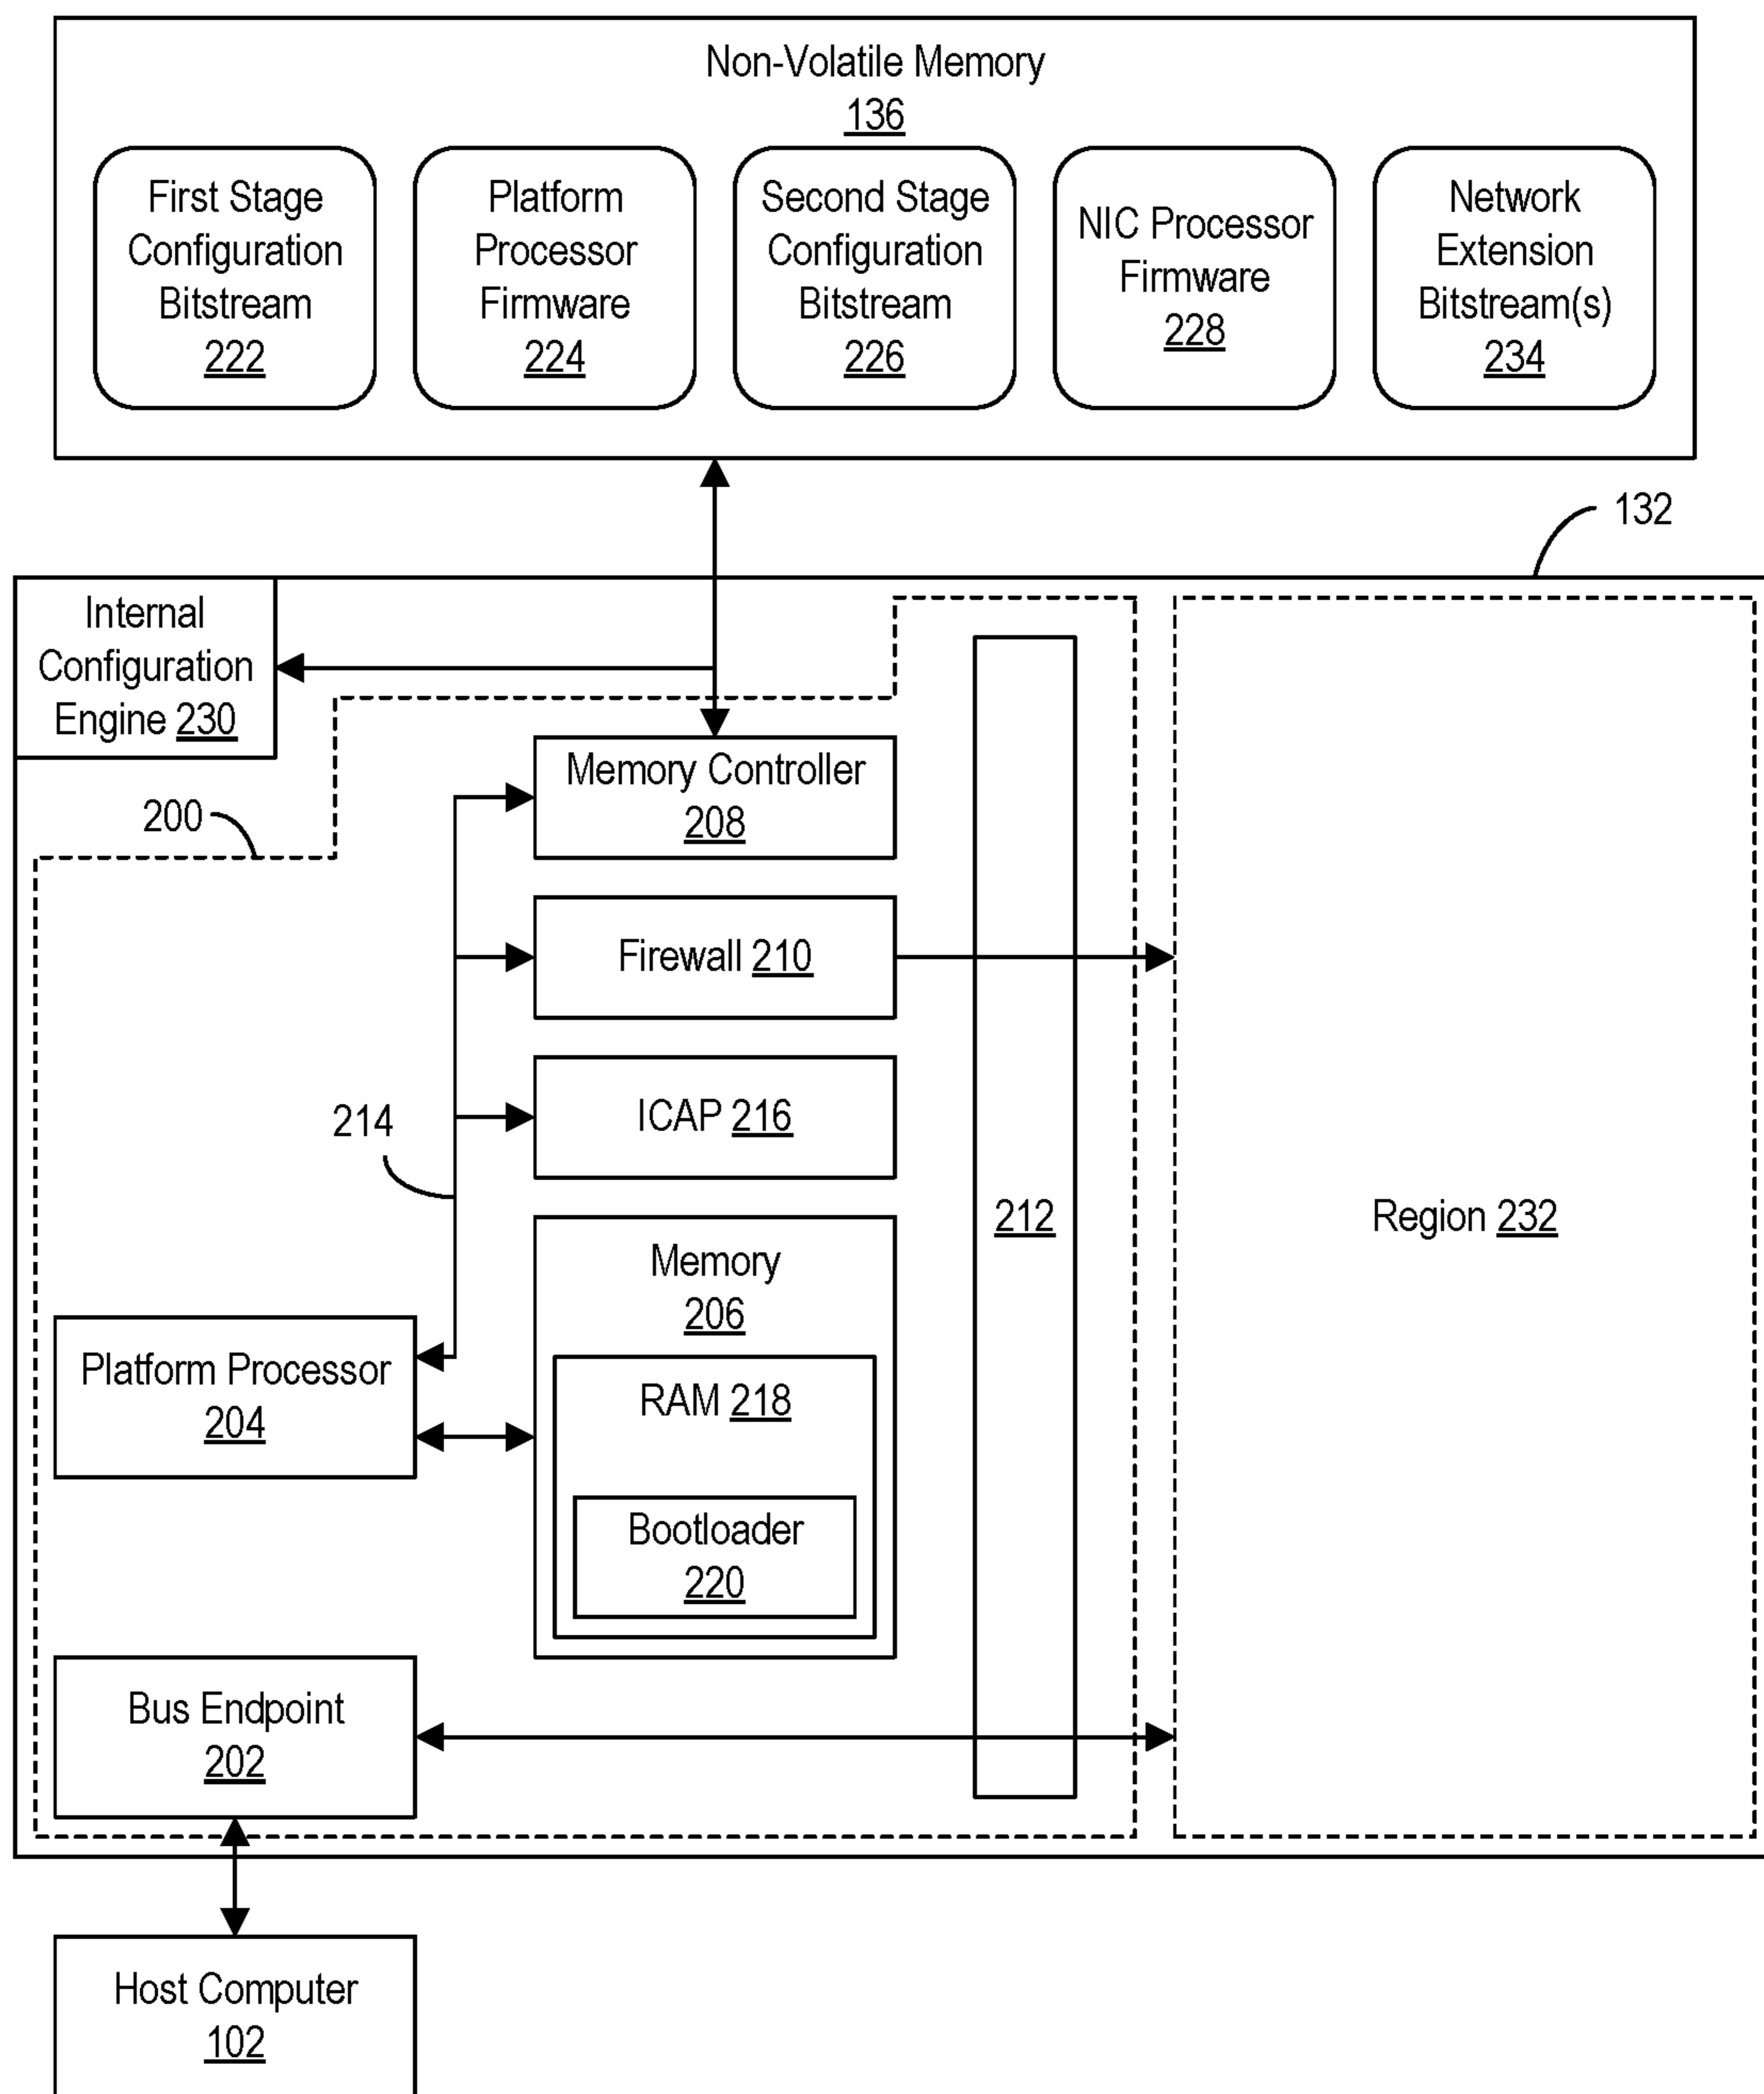 Non-Volatile Memory
136
First Stage
Configuration
Bitstream
222
Platform
Processor
Firmware
224
Second Stage
Configuration
Bitstream
226
NIC Processor
Firmware
228
Network
Extension
Bitstream(s)
234
132
Internal
Configuration
Engine 230
200
Memory Controller
208
Firewall 210
ICAP 216
214
212
Region 232
Memory
206
RAM 218
Bootloader
220
Platform Processor
204
Bus Endpoint
202
Host Computer
102